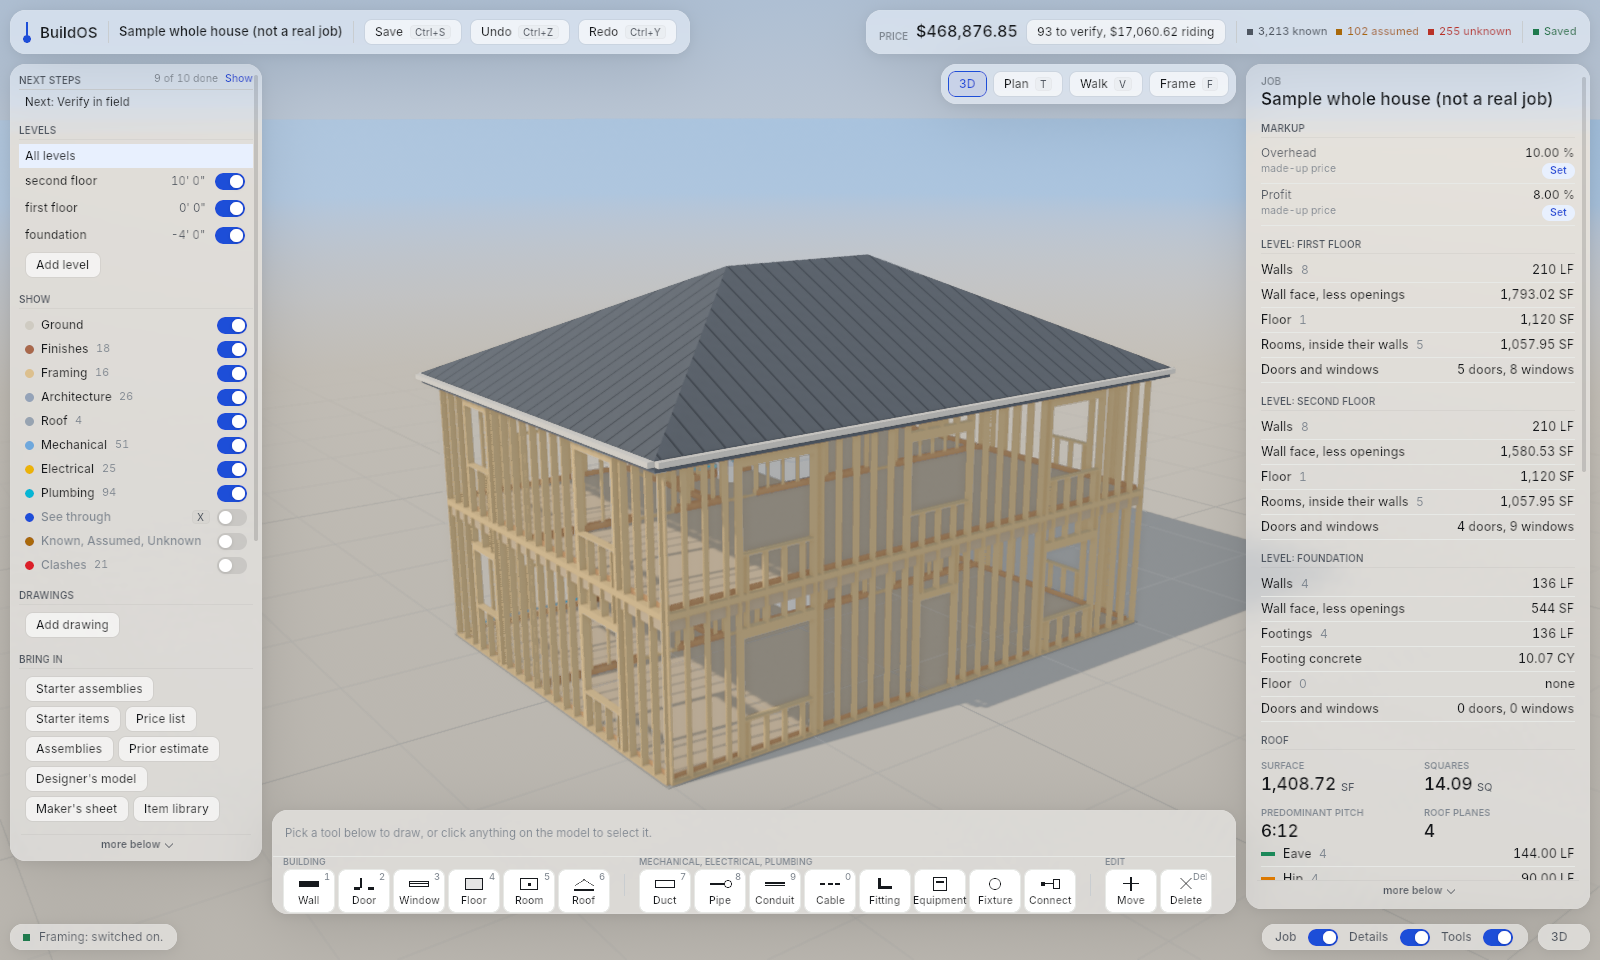 BuildOS
Sample whole house (not a real job)
Save Ctrl+S
Undo Ctrl+Z
Redo Ctrl+Y
PRICE $468,876.85
93 to verify, $17,060.62 riding
3,213 known
102 assumed
255 unknown
Saved
NEXT STEPS 9 of 10 done Show
Next: Verify in field
LEVELS
All levels
second floor 10' 0"
first floor 0' 0"
foundation -4' 0"
Add level
SHOW
Ground
Finishes 18
Framing 16
Architecture 26
Roof 4
Mechanical 51
Electrical 25
Plumbing 94
See through X
Known, Assumed, Unknown
Clashes 21
DRAWINGS
Add drawing
BRING IN
Starter assemblies
Starter items Price list
Assemblies Prior estimate
Designer's model
Maker's sheet Item library
more below
3D
Plan T
Walk V
Frame F
JOB
Sample whole house (not a real job)
MARKUP
Overhead 10.00 %
made-up price Set
Profit 8.00 %
made-up price Set
LEVEL: FIRST FLOOR
Walls 8 210 LF
Wall face, less openings 1,793.02 SF
Floor 1 1,120 SF
Rooms, inside their walls 5 1,057.95 SF
Doors and windows 5 doors, 8 windows
LEVEL: SECOND FLOOR
Walls 8 210 LF
Wall face, less openings 1,580.53 SF
Floor 1 1,120 SF
Rooms, inside their walls 5 1,057.95 SF
Doors and windows 4 doors, 9 windows
LEVEL: FOUNDATION
Walls 4 136 LF
Wall face, less openings 544 SF
Footings 4 136 LF
Footing concrete 10.07 CY
Floor 0 none
Doors and windows 0 doors, 0 windows
ROOF
SURFACE SQUARES
1,408.72 SF 14.09 SQ
PREDOMINANT PITCH ROOF PLANES
6:12 4
Eave 4 144.00 LF
Hip 4 90.00 LF
more below
Pick a tool below to draw, or click anything on the model to select it.
BUILDING
1 Wall
2 Door
3 Window
4 Floor
5 Room
6 Roof
MECHANICAL, ELECTRICAL, PLUMBING
7 Duct
8 Pipe
9 Conduit
0 Cable
Fitting
Equipment
Fixture
Connect
EDIT
Move
Del Delete
Framing: switched on.
Job
Details
Tools
3D